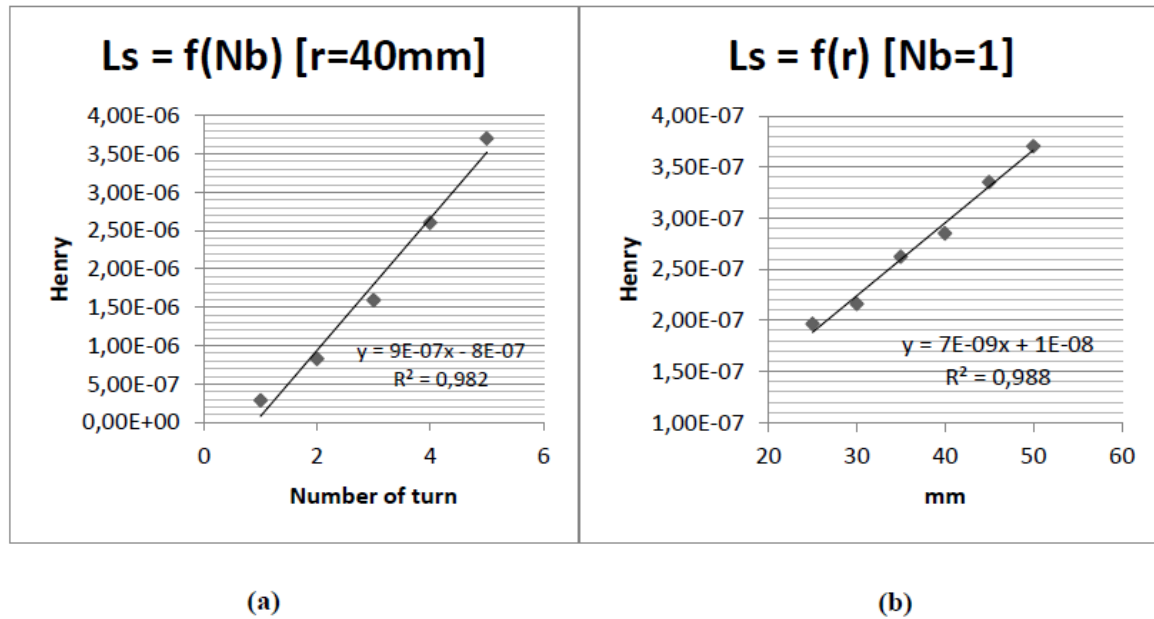 Ls = f(Nb) [r=40mm]
4,00E-06
3,50E-06
3,00E-06
2,50E-06
2,00E-06
1,50E-06
1,00E-06
5,00E-07
0,00E+00
Henry
y = 9E-07x - 8E-07
R² = 0,982
0 2 4 6
Number of turn
Ls = f(r) [Nb=1]
4,00E-07
3,50E-07
3,00E-07
2,50E-07
2,00E-07
1,50E-07
1,00E-07
Henry
y = 7E-09x + 1E-08
R² = 0,988
20 30 40 50 60
mm
(a)
(b)